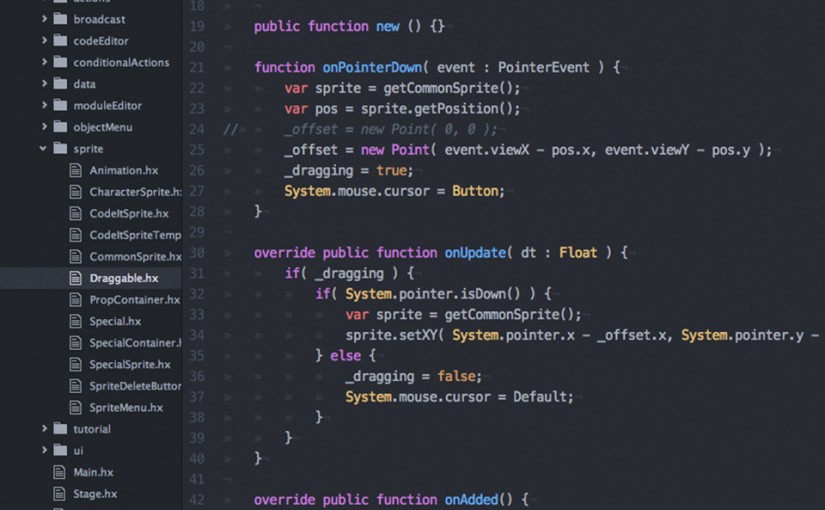 actions
broadcast
codeEditor
conditionalActions
data
moduleEditor
objectMenu
sprite
Animation.hx
CharacterSprite.hx
CodeItSprite.hx
CodeItSpriteTemp
CommonSprite.hx
Draggable.hx
PropContainer.hx
Special.hx
SpecialContainer.h
SpecialSprite.hx
SpriteDeleteButton
SpriteMenu.hx
tutorial
ui
Main.hx
Stage.hx
18
19 public function new () {}
20
21 function onPointerDown( event : PointerEvent ) {
22 var sprite = getCommonSprite();
23 var pos = sprite.getPosition();
24 // _offset = new Point( 0, 0 );
25 _offset = new Point( event.viewX - pos.x, event.viewY - pos.y );
26 _dragging = true;
27 System.mouse.cursor = Button;
28 }
29
30 override public function onUpdate( dt : Float ) {
31 if( _dragging ) {
32 if( System.pointer.isDown() ) {
33 var sprite = getCommonSprite();
34 sprite.setXY( System.pointer.x - _offset.x, System.pointer.y -
35 } else {
36 _dragging = false;
37 System.mouse.cursor = Default;
38 }
39 }
40 }
41
42 override public function onAdded() {